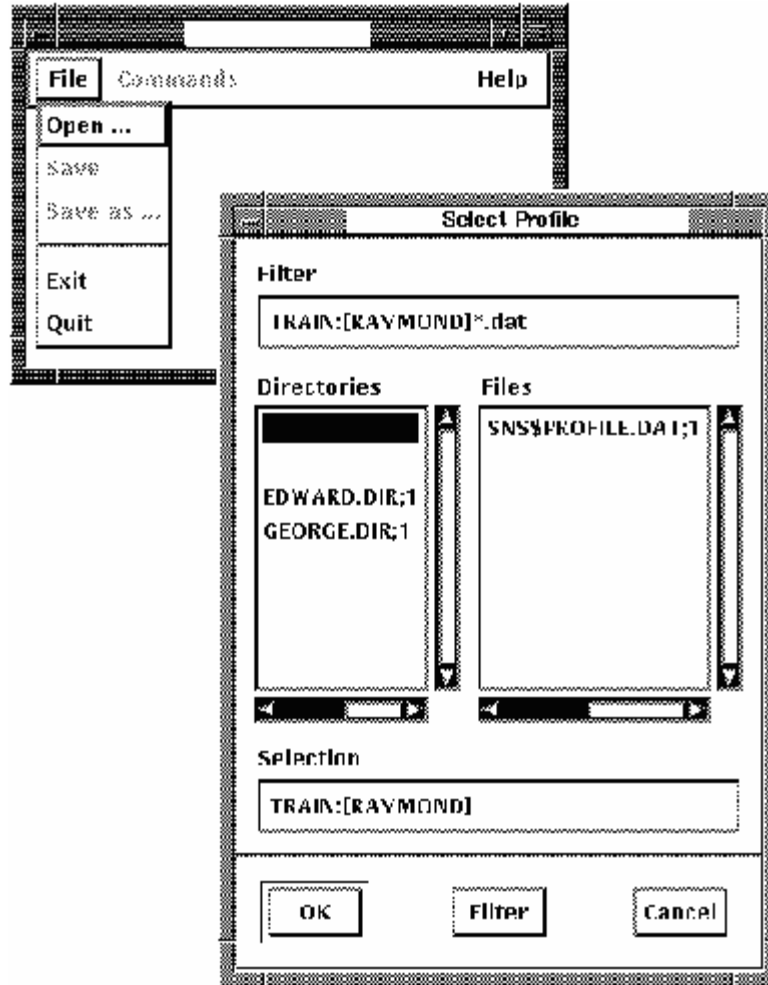 File Commands Help
Open ...
Save
Save as ...
Exit
Quit
Select Profile
Filter
TRAIN:[RAYMOND]*.dat
Directories Files
SNS$PROFILE.DAT;1
EDWARD.DIR;1
GEORGE.DIR;1
Selection
TRAIN:[RAYMOND]
OK Filter Cancel